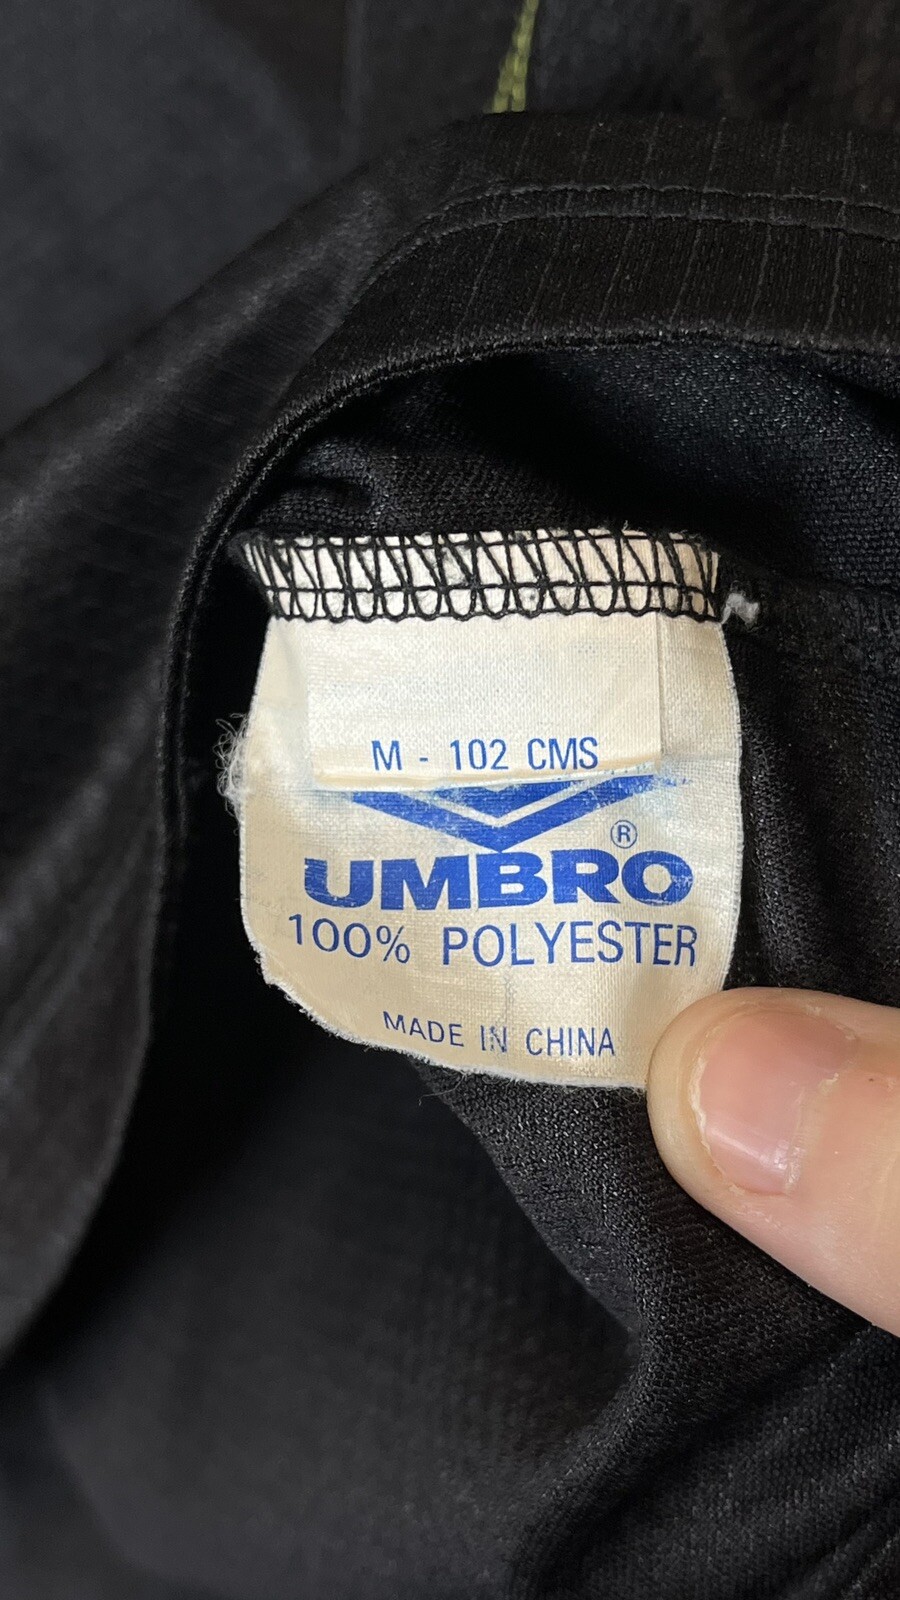 M - 102 CMS
®
UMBRO
100% POLYESTER
MADE IN CHINA